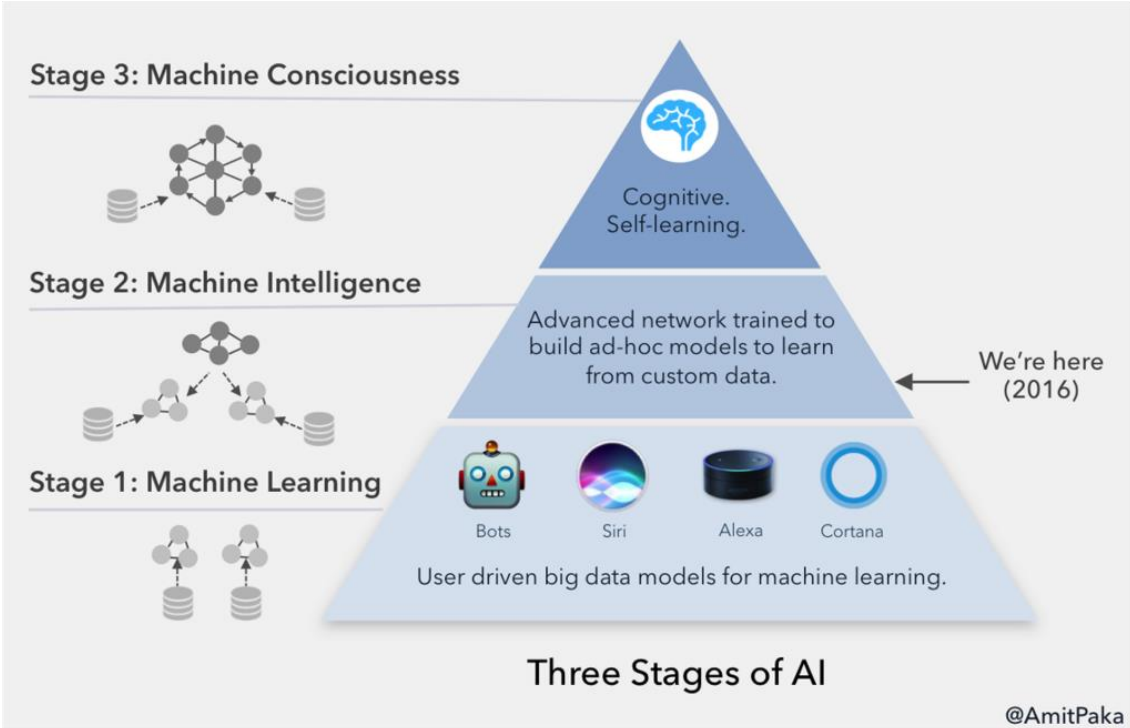 Stage 3: Machine Consciousness
Cognitive.
Self-learning.
Stage 2: Machine Intelligence
Advanced network trained to
build ad-hoc models to learn
from custom data.
We're here
(2016)
Stage 1: Machine Learning
Bots
Siri
Alexa
Cortana
User driven big data models for machine learning.
Three Stages of AI
@AmitPaka